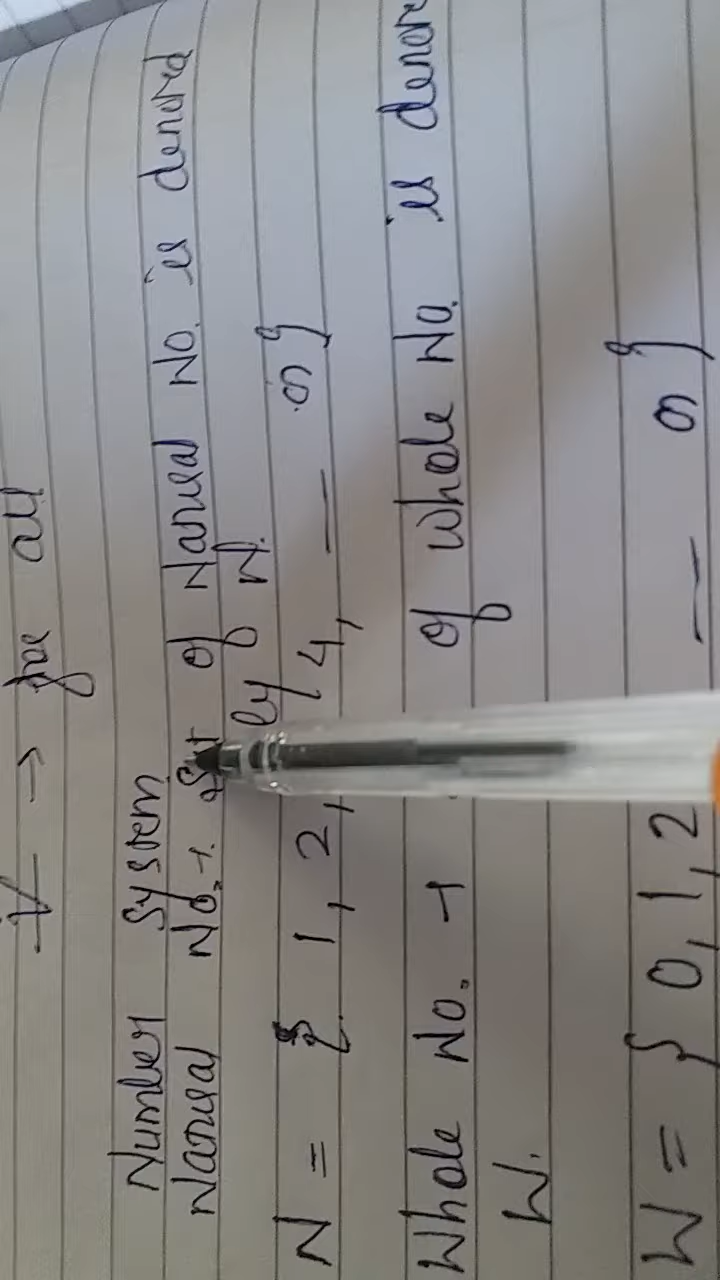 ∀ → for all
Number System
Natural No. → Set of Natural No. is denoted
by N.
N = { 1, 2, 4, — ∞ }
Whole No. → of whole No. is denote
W.
W = { 0, 1, 2 — ∞ }